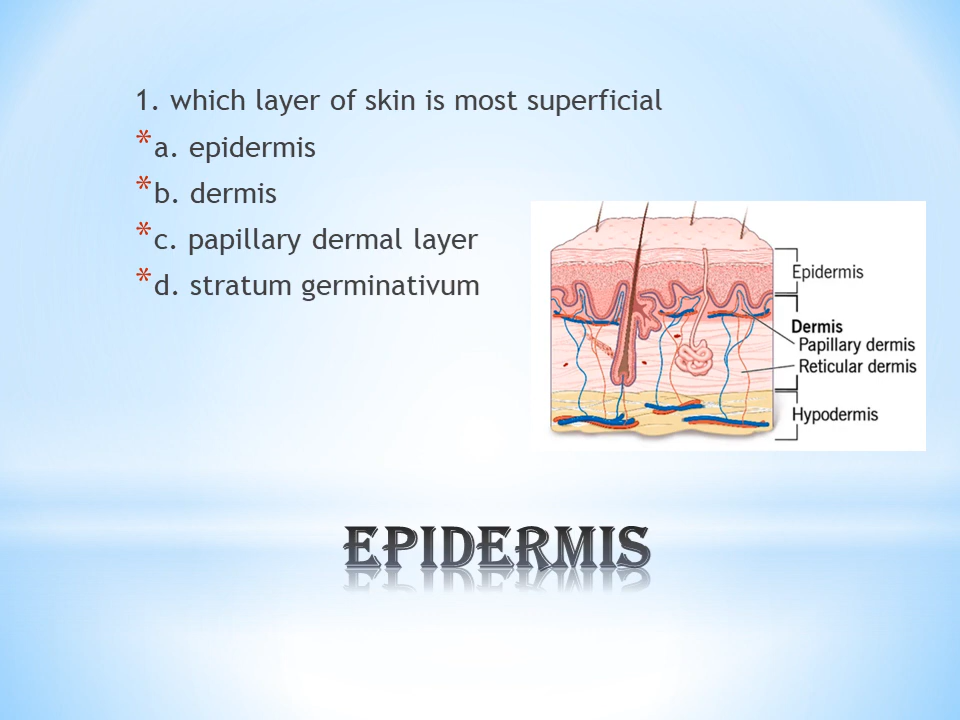 1. which layer of skin is most superficial
* a. epidermis
* b. dermis
* c. papillary dermal layer
* d. stratum germinativum
Epidermis
Dermis
Papillary dermis
Reticular dermis
Hypodermis
EPIDERMIS